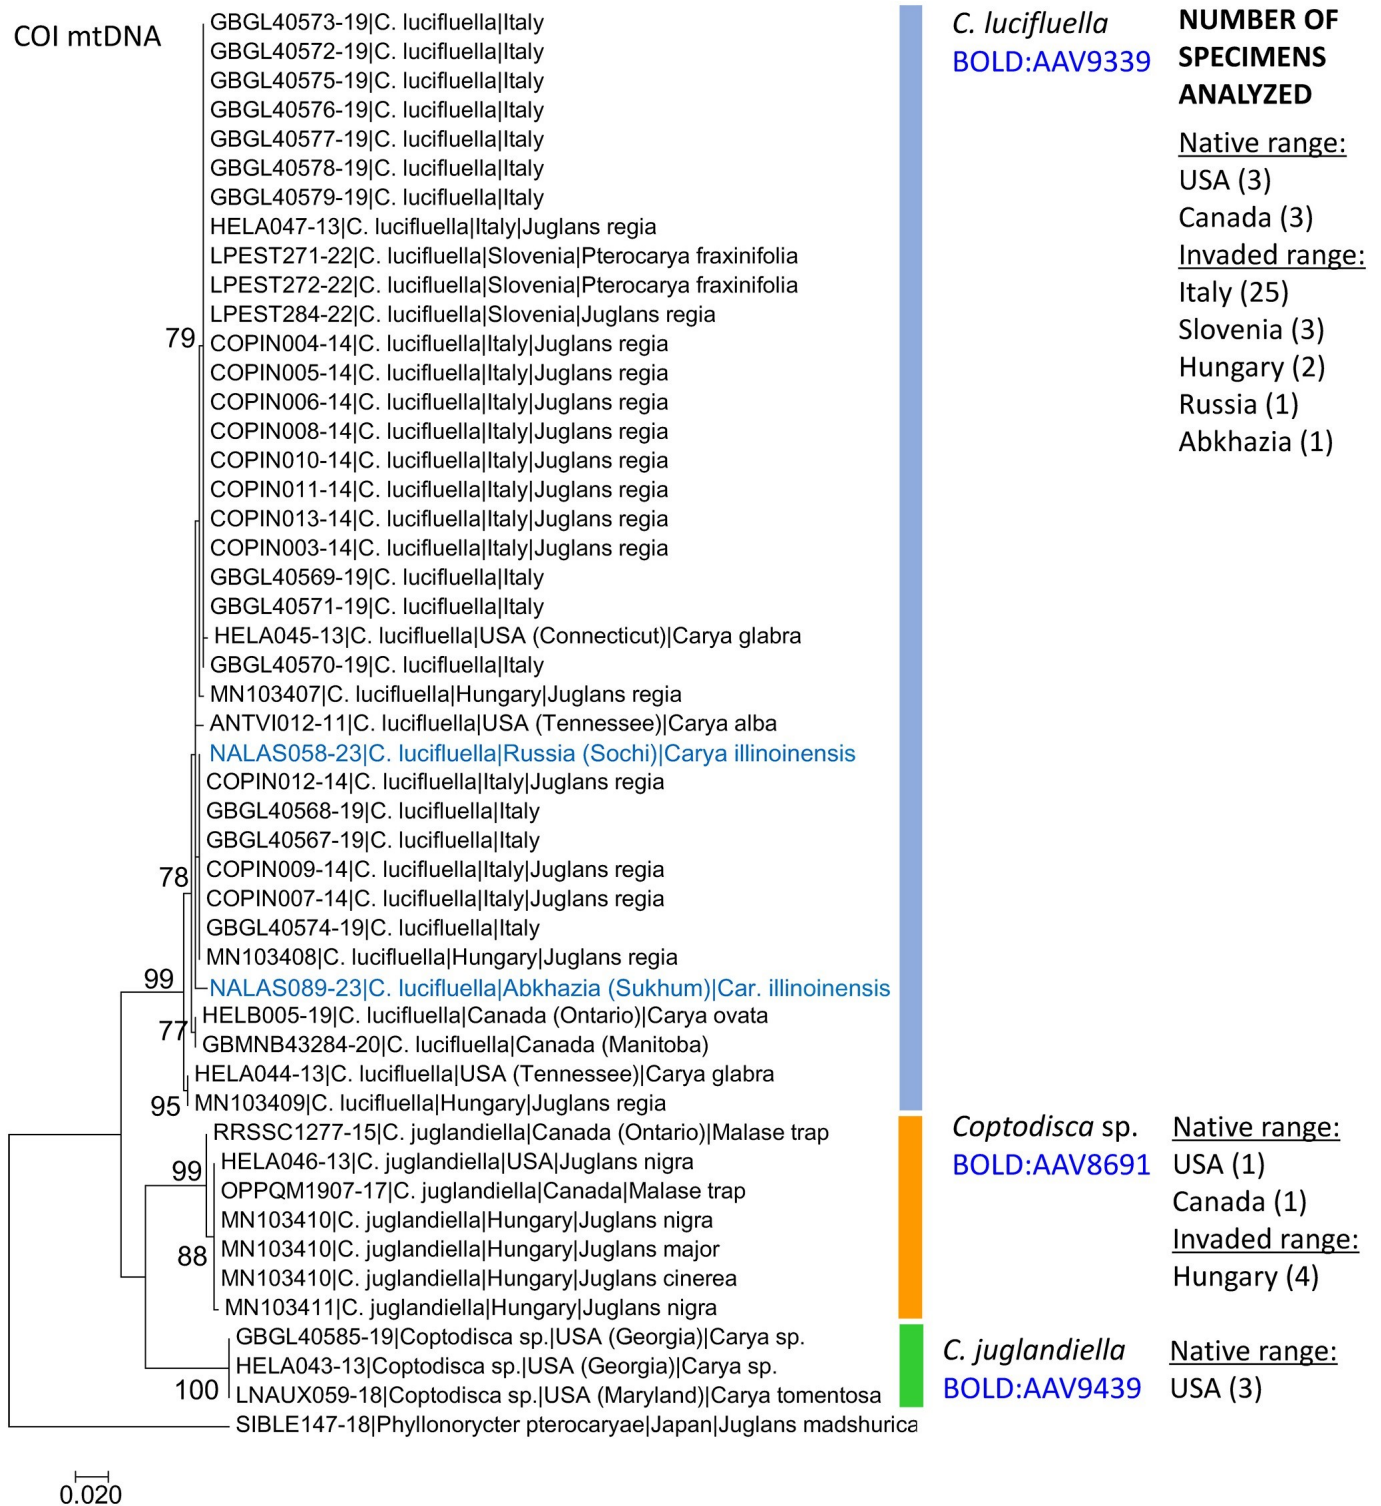 COI mtDNA
GBGL40573-19|C. lucifluella|Italy
GBGL40572-19|C. lucifluella|Italy
GBGL40575-19|C. lucifluella|Italy
GBGL40576-19|C. lucifluella|Italy
GBGL40577-19|C. lucifluella|Italy
GBGL40578-19|C. lucifluella|Italy
GBGL40579-19|C. lucifluella|Italy
HELA047-13|C. lucifluella|Italy|Juglans regia
LPEST271-22|C. lucifluella|Slovenia|Pterocarya fraxinifolia
LPEST272-22|C. lucifluella|Slovenia|Pterocarya fraxinifolia
LPEST284-22|C. lucifluella|Slovenia|Juglans regia
79
COPIN004-14|C. lucifluella|Italy|Juglans regia
COPIN005-14|C. lucifluella|Italy|Juglans regia
COPIN006-14|C. lucifluella|Italy|Juglans regia
COPIN008-14|C. lucifluella|Italy|Juglans regia
COPIN010-14|C. lucifluella|Italy|Juglans regia
COPIN011-14|C. lucifluella|Italy|Juglans regia
COPIN013-14|C. lucifluella|Italy|Juglans regia
COPIN003-14|C. lucifluella|Italy|Juglans regia
GBGL40569-19|C. lucifluella|Italy
GBGL40571-19|C. lucifluella|Italy
HELA045-13|C. lucifluella|USA (Connecticut)|Carya glabra
GBGL40570-19|C. lucifluella|Italy
MN103407|C. lucifluella|Hungary|Juglans regia
ANTVI012-11|C. lucifluella|USA (Tennessee)|Carya alba
NALAS058-23|C. lucifluella|Russia (Sochi)|Carya illinoinensis
COPIN012-14|C. lucifluella|Italy|Juglans regia
GBGL40568-19|C. lucifluella|Italy
GBGL40567-19|C. lucifluella|Italy
78
COPIN009-14|C. lucifluella|Italy|Juglans regia
COPIN007-14|C. lucifluella|Italy|Juglans regia
GBGL40574-19|C. lucifluella|Italy
MN103408|C. lucifluella|Hungary|Juglans regia
99
NALAS089-23|C. lucifluella|Abkhazia (Sukhum)|Car. illinoinensis
HELB005-19|C. lucifluella|Canada (Ontario)|Carya ovata
77
GBMNB43284-20|C. lucifluella|Canada (Manitoba)
HELA044-13|C. lucifluella|USA (Tennessee)|Carya glabra
95
MN103409|C. lucifluella|Hungary|Juglans regia
RRSSC1277-15|C. juglandiella|Canada (Ontario)|Malase trap
99
HELA046-13|C. juglandiella|USA|Juglans nigra
OPPQM1907-17|C. juglandiella|Canada|Malase trap
MN103410|C. juglandiella|Hungary|Juglans nigra
88
MN103410|C. juglandiella|Hungary|Juglans major
MN103410|C. juglandiella|Hungary|Juglans cinerea
MN103411|C. juglandiella|Hungary|Juglans nigra
GBGL40585-19|Coptodisca sp.|USA (Georgia)|Carya sp.
HELA043-13|Coptodisca sp.|USA (Georgia)|Carya sp.
100
LNAUX059-18|Coptodisca sp.|USA (Maryland)|Carya tomentosa
SIBLE147-18|Phyllonorycter pterocaryae|Japan|Juglans madshurica
0.020
C. lucifluella
BOLD:AAV9339
NUMBER OF
SPECIMENS
ANALYZED
Native range:
USA (3)
Canada (3)
Invaded range:
Italy (25)
Slovenia (3)
Hungary (2)
Russia (1)
Abkhazia (1)
Coptodisca sp.
BOLD:AAV8691
Native range:
USA (1)
Canada (1)
Invaded range:
Hungary (4)
C. juglandiella
BOLD:AAV9439
Native range:
USA (3)